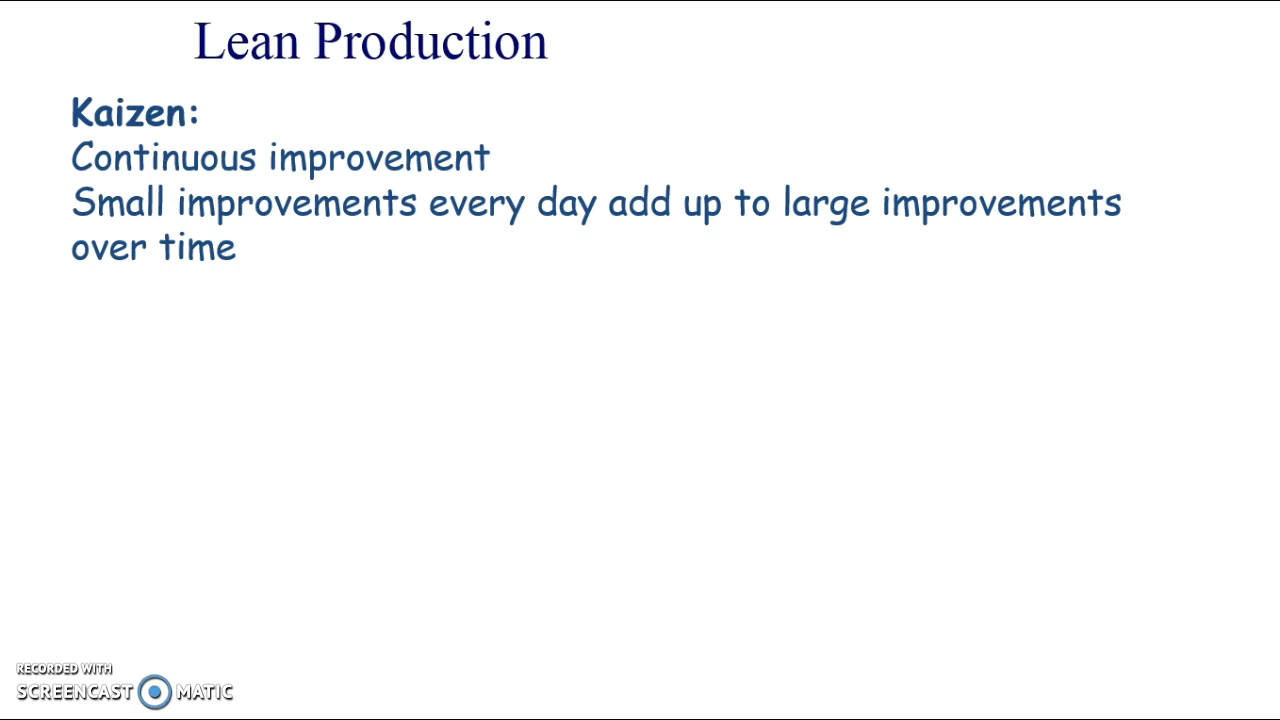 Lean Production
Kaizen:
Continuous improvement
Small improvements every day add up to large improvements
over time
RECORDED WITH
SCREENCAST MATIC